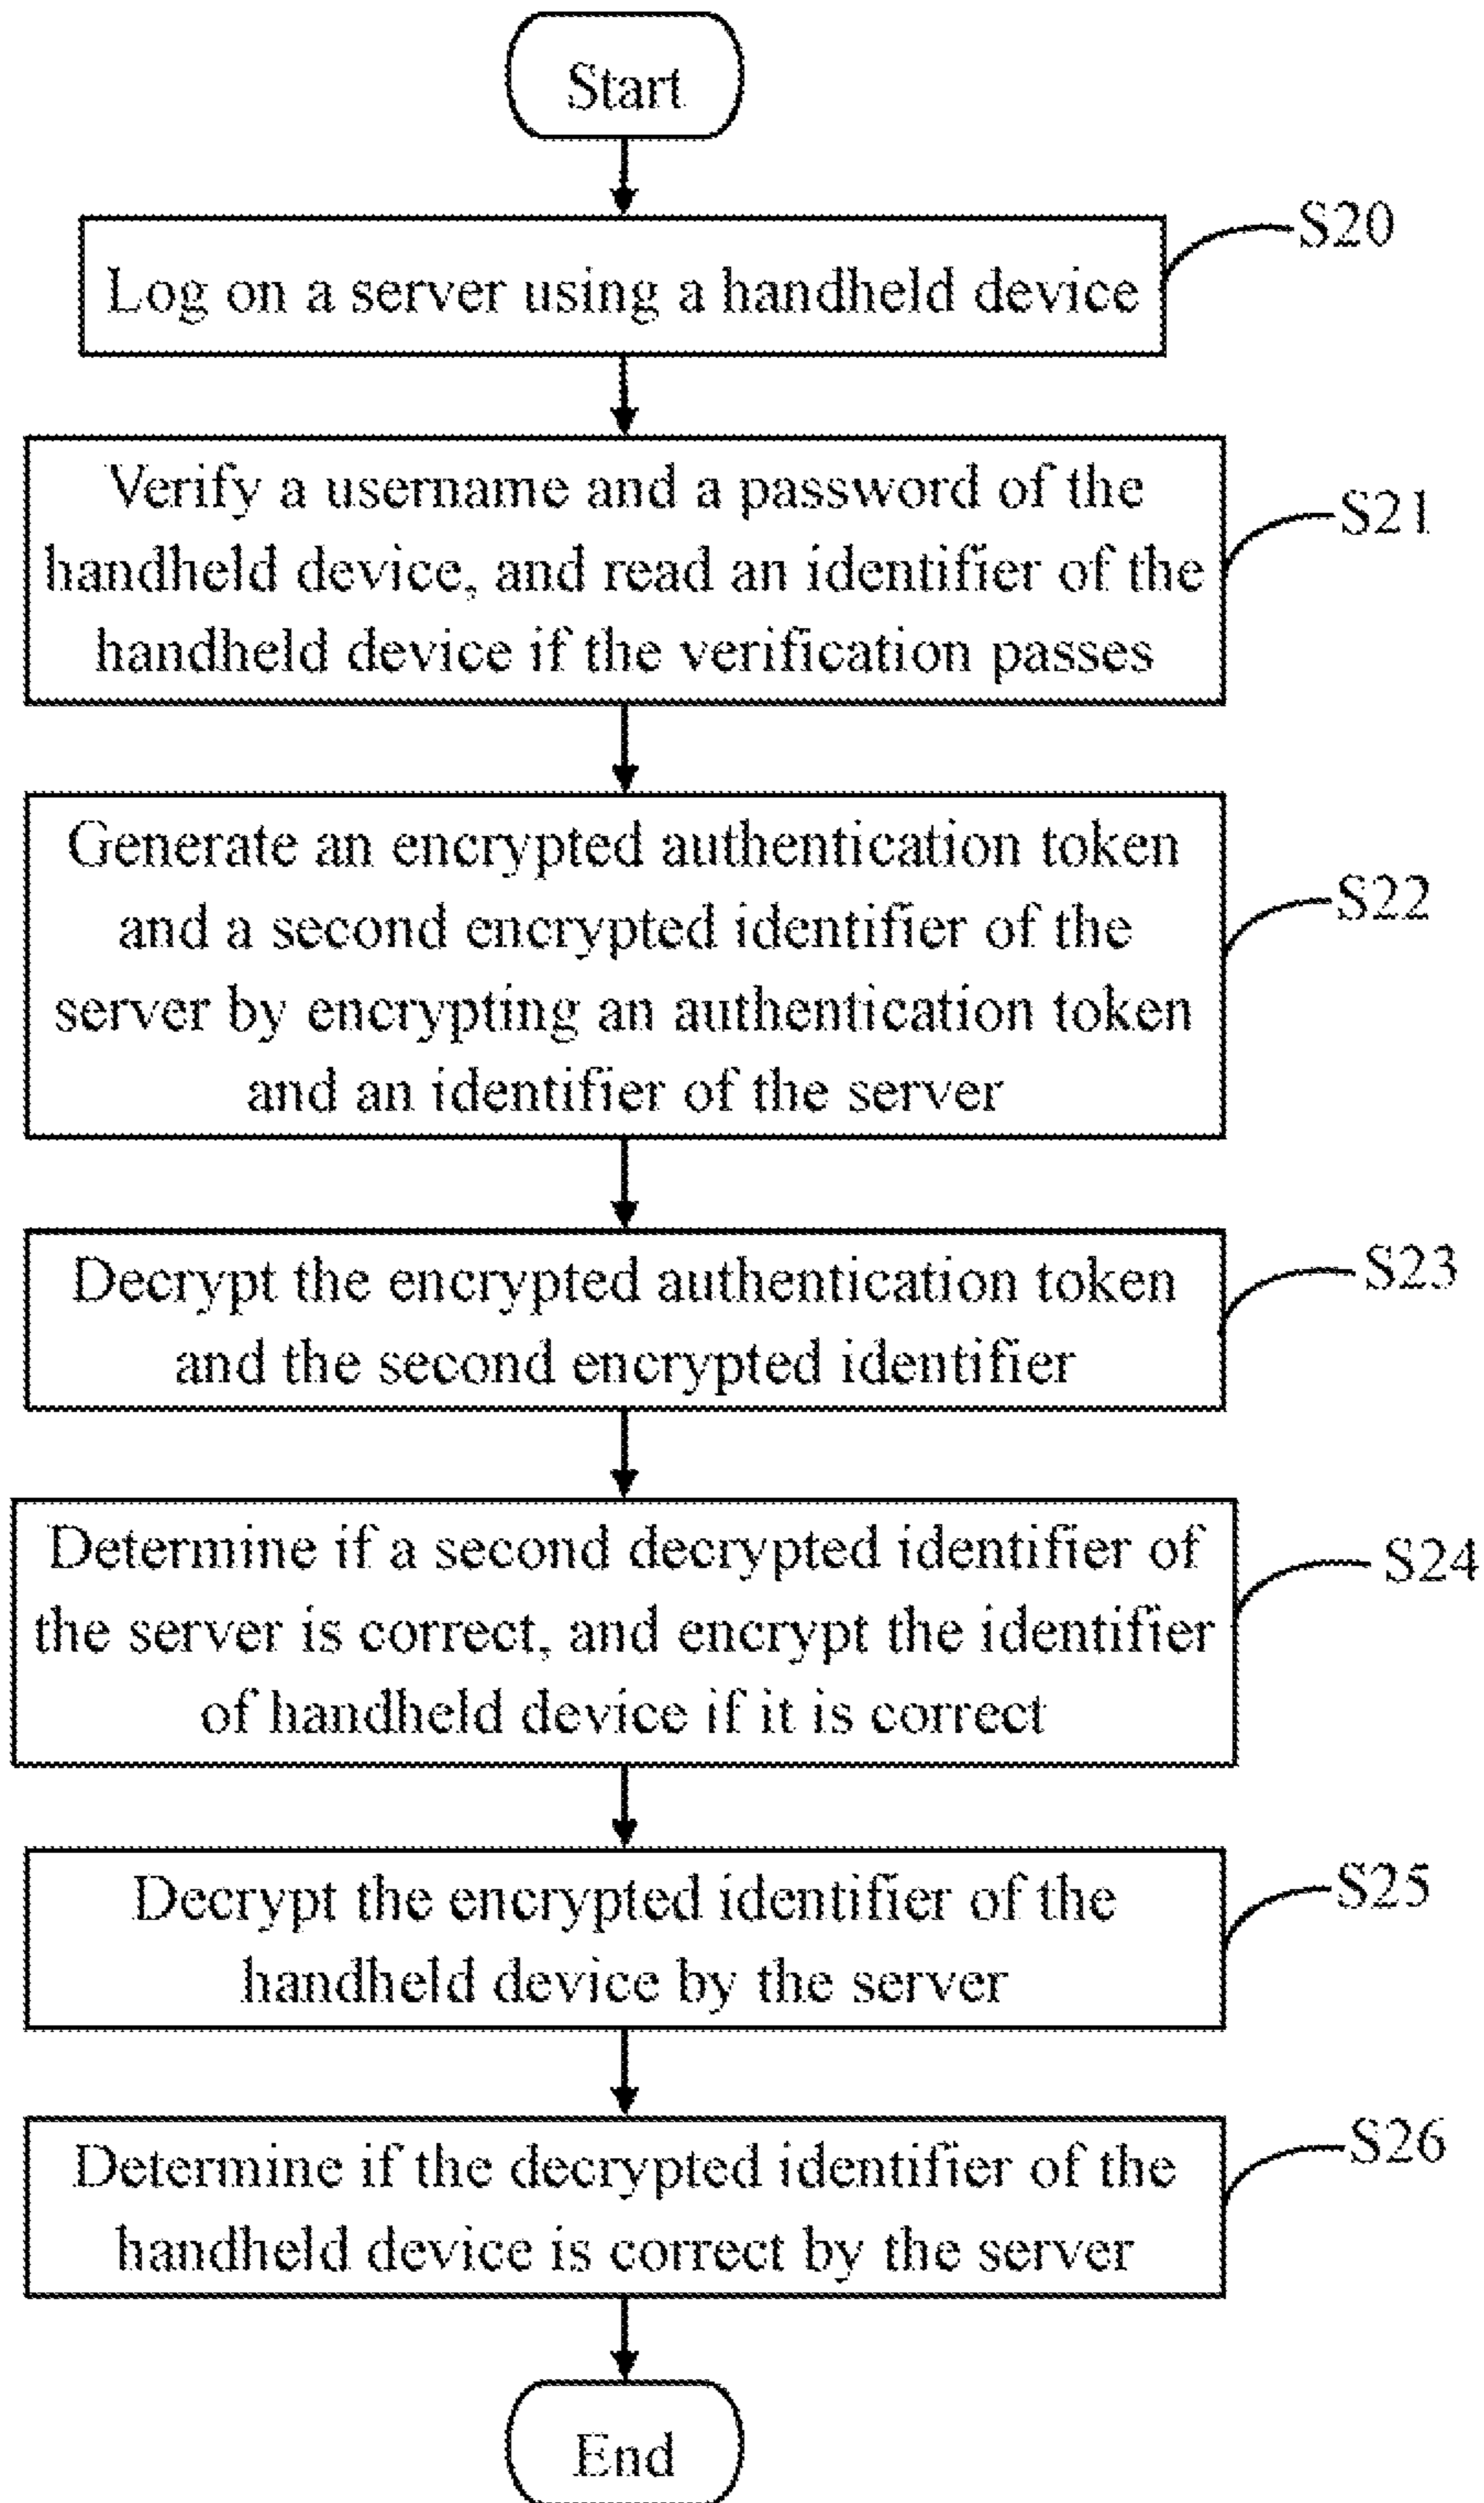 Start
S20
Log on a server using a handheld device
S21
Verify a username and a password of the
handheld device, and read an identifier of the
handheld device if the verification passes
S22
Generate an encrypted authentication token
and a second encrypted identifier of the
server by encrypting an authentication token
and an identifier of the server
S23
Decrypt the encrypted authentication token
and the second encrypted identifier
S24
Determine if a second decrypted identifier of
the server is correct, and encrypt the identifier
of handheld device if it is correct
S25
Decrypt the encrypted identifier of the
handheld device by the server
S26
Determine if the decrypted identifier of the
handheld device is correct by the server
End